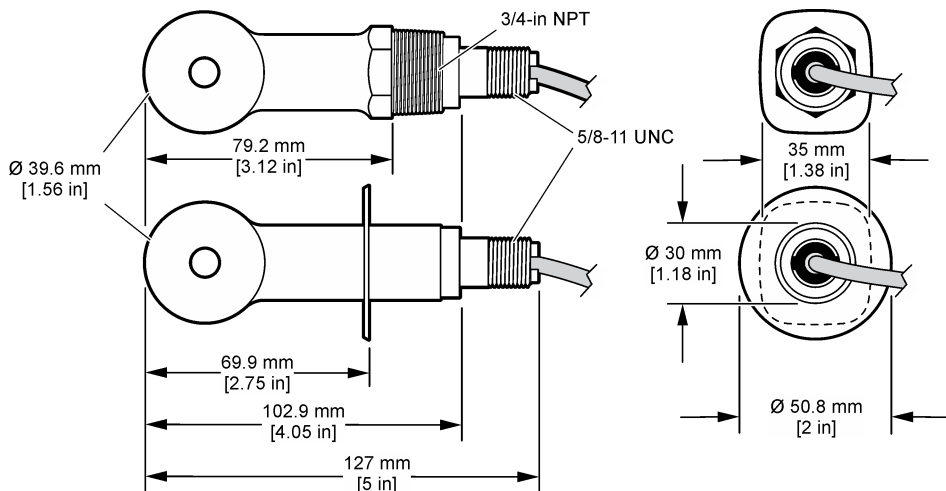 3/4-in NPT
79.2 mm
[3.12 in]
5/8-11 UNC
35 mm
[1.38 in]
Ø 39.6 mm
[1.56 in]
Ø 30 mm
[1.18 in]
69.9 mm
[2.75 in]
102.9 mm
[4.05 in]
Ø 50.8 mm
[2 in]
127 mm
[5 in]